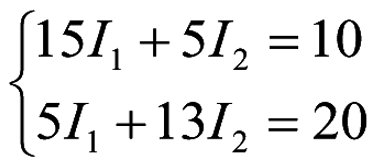 15I₁ + 5I₂ = 10
5I₁ + 13I₂ = 20